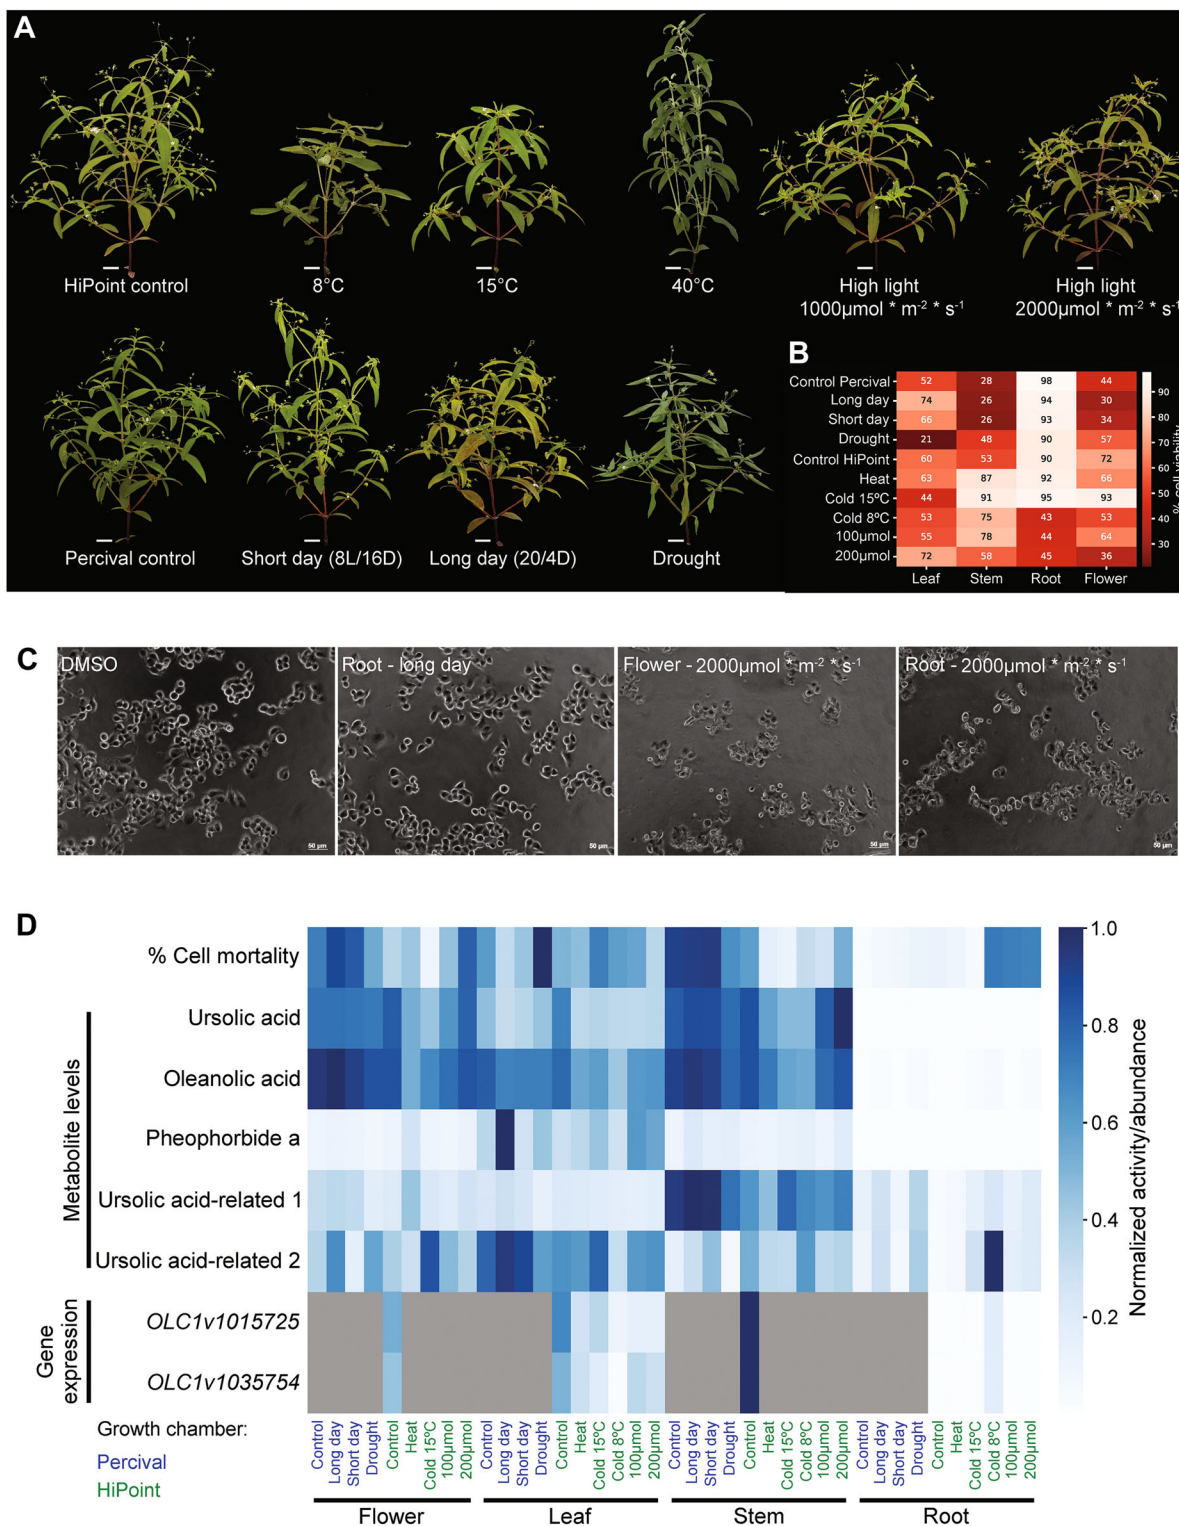 A
HiPoint control
8°C
15°C
40°C
High light
1000µmol * m-2 * s-1
High light
2000µmol * m-2 * s-1
Percival control
Short day (8L/16D)
Long day (20/4D)
Drought
B
Control Percival 52 28 98 44
Long day 74 26 94 30
Short day 66 26 93 34
Drought 21 48 90 57
Control HiPoint 60 53 90 72
Heat 63 87 92 66
Cold 15ºC 44 91 95 93
Cold 8ºC 53 75 43 53
100µmol 55 78 44 64
200µmol 72 58 45 36
Leaf Stem Root Flower
90
80
70
60
50
40
30
% cell viability
C
DMSO
50 µm
Root - long day
50 µm
Flower - 2000µmol * m-2 * s-1
50 µm
Root - 2000µmol * m-2 * s-1
50 µm
D
% Cell mortality
Metabolite levels
Ursolic acid
Oleanolic acid
Pheophorbide a
Ursolic acid-related 1
Ursolic acid-related 2
Gene
expression
OLC1v1015725
OLC1v1035754
1.0
0.8
0.6
0.4
0.2
Normalized activity/abundance
Growth chamber:
Percival
HiPoint
Control
Long day
Short day
Drought
Control
Heat
Cold 15ºC
100µmol
200µmol
Control
Long day
Short day
Drought
Control
Heat
Cold 15ºC
Cold 8ºC
100µmol
200µmol
Control
Long day
Short day
Drought
Control
Heat
Cold 15ºC
Cold 8ºC
100µmol
200µmol
Control
Long day
Short day
Drought
Control
Heat
Cold 15ºC
Cold 8ºC
100µmol
200µmol
Flower
Leaf
Stem
Root